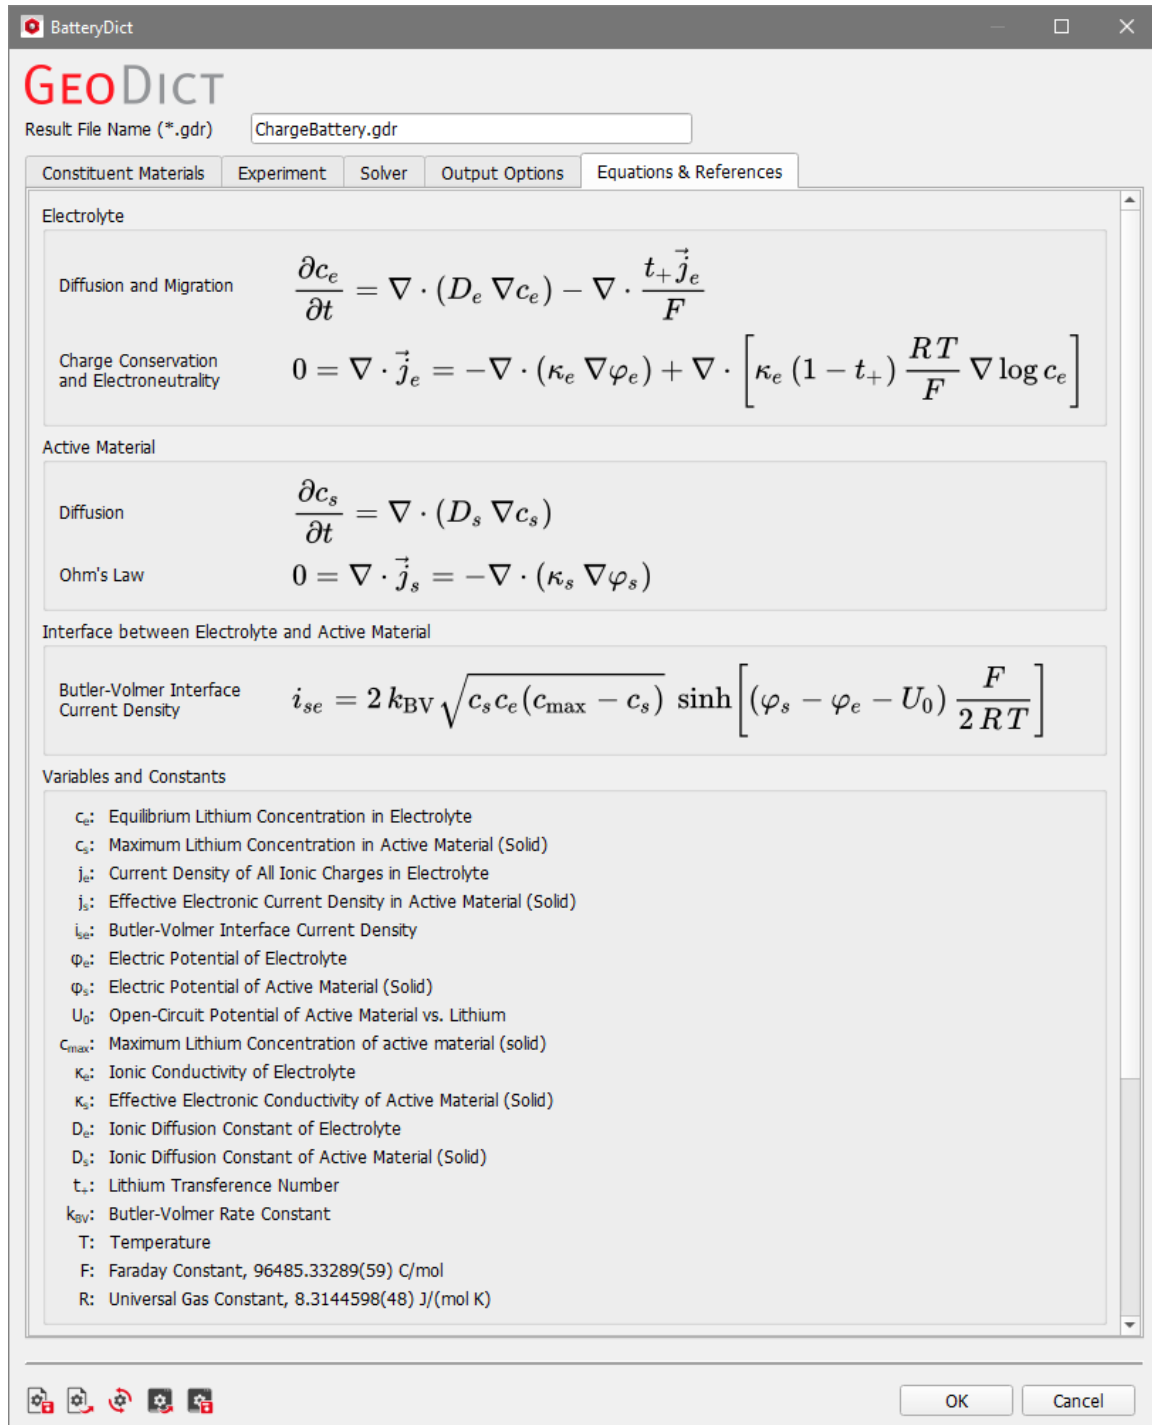 BatteryDict
GEODICT
Result File Name (*.gdr) ChargeBattery.gdr
Constituent Materials Experiment Solver Output Options Equations & References
Electrolyte
Diffusion and Migration ∂c_e/∂t = ∇ · (D_e ∇c_e) − ∇ · (t_+ j⃗_e)/F
Charge Conservation
and Electroneutrality 0 = ∇ · j⃗_e = −∇ · (κ_e ∇φ_e) + ∇ · [κ_e (1 − t_+) (R T)/F ∇ log c_e]
Active Material
Diffusion ∂c_s/∂t = ∇ · (D_s ∇c_s)
Ohm's Law 0 = ∇ · j⃗_s = −∇ · (κ_s ∇φ_s)
Interface between Electrolyte and Active Material
Butler-Volmer Interface
Current Density i_se = 2 k_BV √(c_s c_e (c_max − c_s)) sinh[(φ_s − φ_e − U_0) F/(2 R T)]
Variables and Constants
c_e: Equilibrium Lithium Concentration in Electrolyte
c_s: Maximum Lithium Concentration in Active Material (Solid)
j_e: Current Density of All Ionic Charges in Electrolyte
j_s: Effective Electronic Current Density in Active Material (Solid)
i_se: Butler-Volmer Interface Current Density
φ_e: Electric Potential of Electrolyte
φ_s: Electric Potential of Active Material (Solid)
U_0: Open-Circuit Potential of Active Material vs. Lithium
c_max: Maximum Lithium Concentration of active material (solid)
κ_e: Ionic Conductivity of Electrolyte
κ_s: Effective Electronic Conductivity of Active Material (Solid)
D_e: Ionic Diffusion Constant of Electrolyte
D_s: Ionic Diffusion Constant of Active Material (Solid)
t_+: Lithium Transference Number
k_BV: Butler-Volmer Rate Constant
T: Temperature
F: Faraday Constant, 96485.33289(59) C/mol
R: Universal Gas Constant, 8.3144598(48) J/(mol K)
OK Cancel